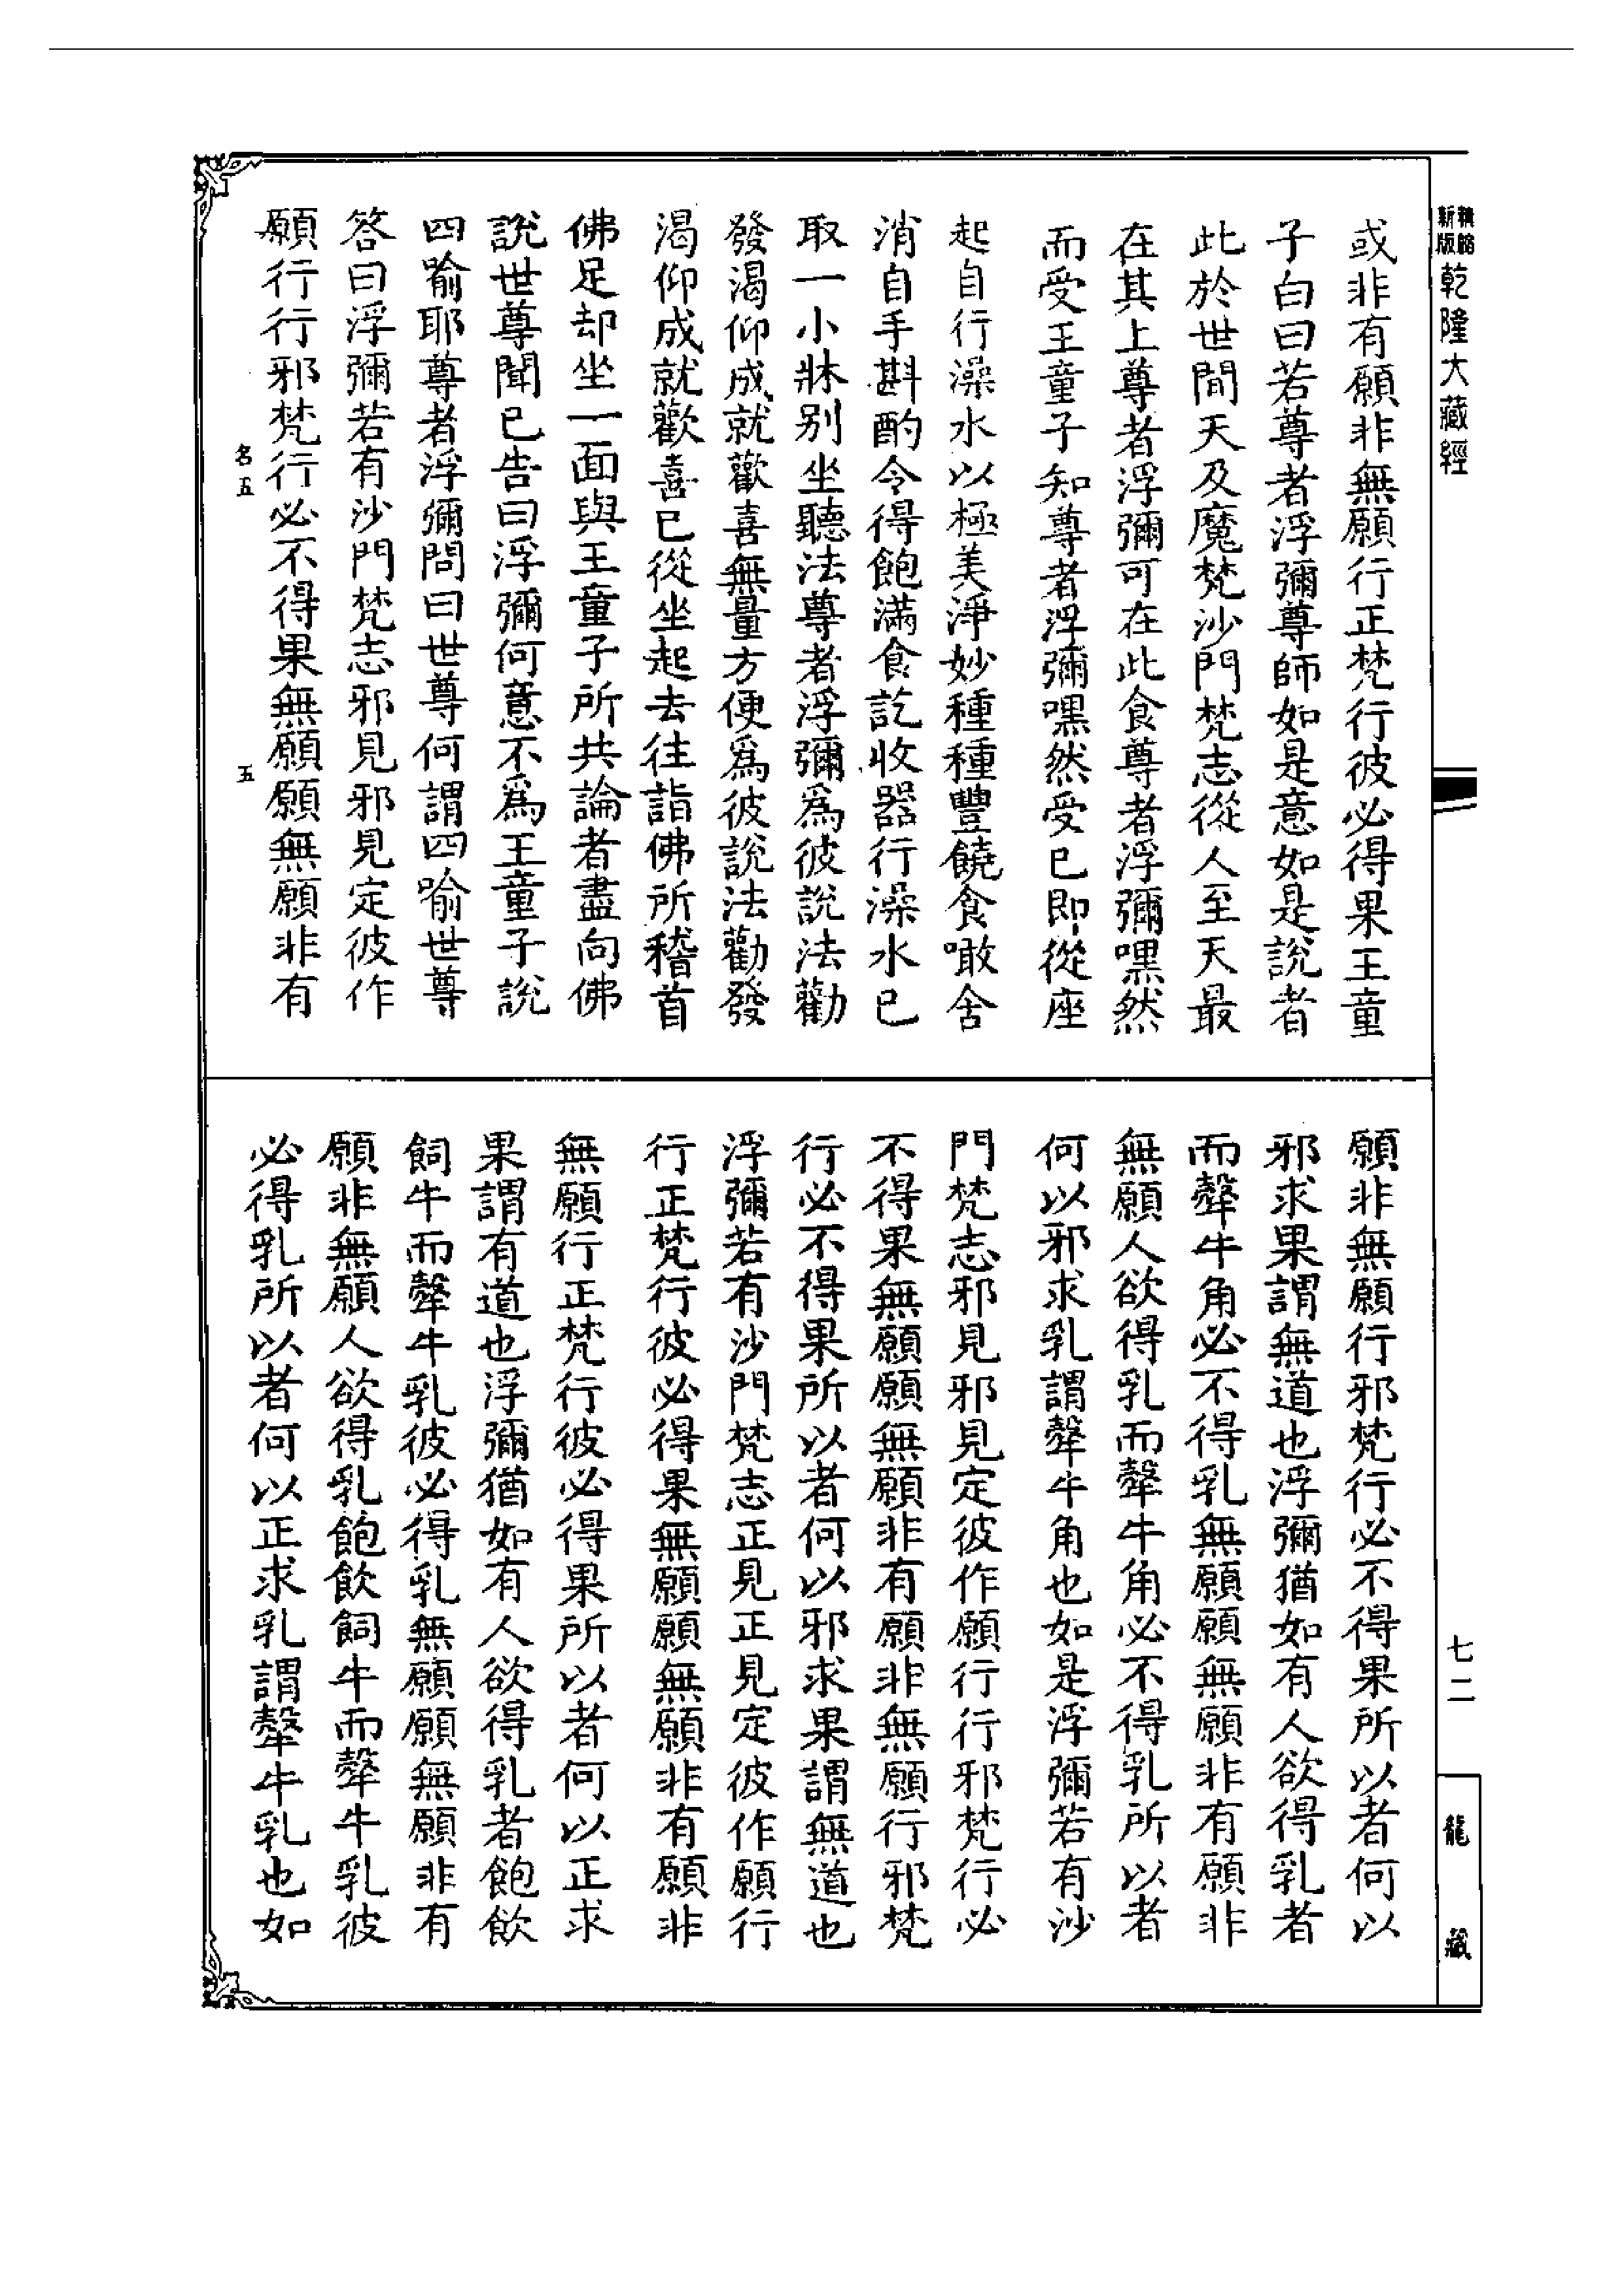 精縮
新版
乾隆大藏經
或非有願非無願行正梵行彼必得果王童
子白曰若尊者浮彌尊師如是意如是說者
此於世間天及魔梵沙門梵志從人至天最
在其上尊者浮彌可在此食尊者浮彌嘿然
而受王童子知尊者浮彌嘿然受已即從座
起自行澡水以極美淨妙種種豐饒食噉含
消自手斟酌令得飽滿食訖收器行澡水已
取一小牀别坐聽法尊者浮彌爲彼說法勸
發渴仰成就歡喜無量方便爲彼說法勸發
渴仰成就歡喜已從坐起去往詣佛所稽首
佛足却坐一面與王童子所共論者盡向佛
說世尊聞已告曰浮彌何意不爲王童子說
四喻耶尊者浮彌問曰世尊何謂四喻世尊
答曰浮彌若有沙門梵志邪見邪見定彼作
願行行邪梵行必不得果無願願無願非有
名五
五
願非無願行邪梵行必不得果所以者何以
邪求果謂無道也浮彌猶如有人欲得乳者
而𤛗牛角必不得乳無願願無願非有願非
無願人欲得乳而𤛗牛角必不得乳所以者
何以邪求乳謂𤛗牛角也如是浮彌若有沙
門梵志邪見邪見定彼作願行行邪梵行必
不得果無願願無願非有願非無願行邪梵
行必不得果所以者何以邪求果謂無道也
浮彌若有沙門梵志正見正見定彼作願行
行正梵行彼必得果無願願無願非有願非
無願行正梵行彼必得果所以者何以正求
果謂有道也浮彌猶如有人欲得乳者飽飲
飼牛而𤛗牛乳彼必得乳無願願無願非有
願非無願人欲得乳飽飲飼牛而𤛗牛乳彼
必得乳所以者何以正求乳謂𤛗牛乳也如
七二
龍藏